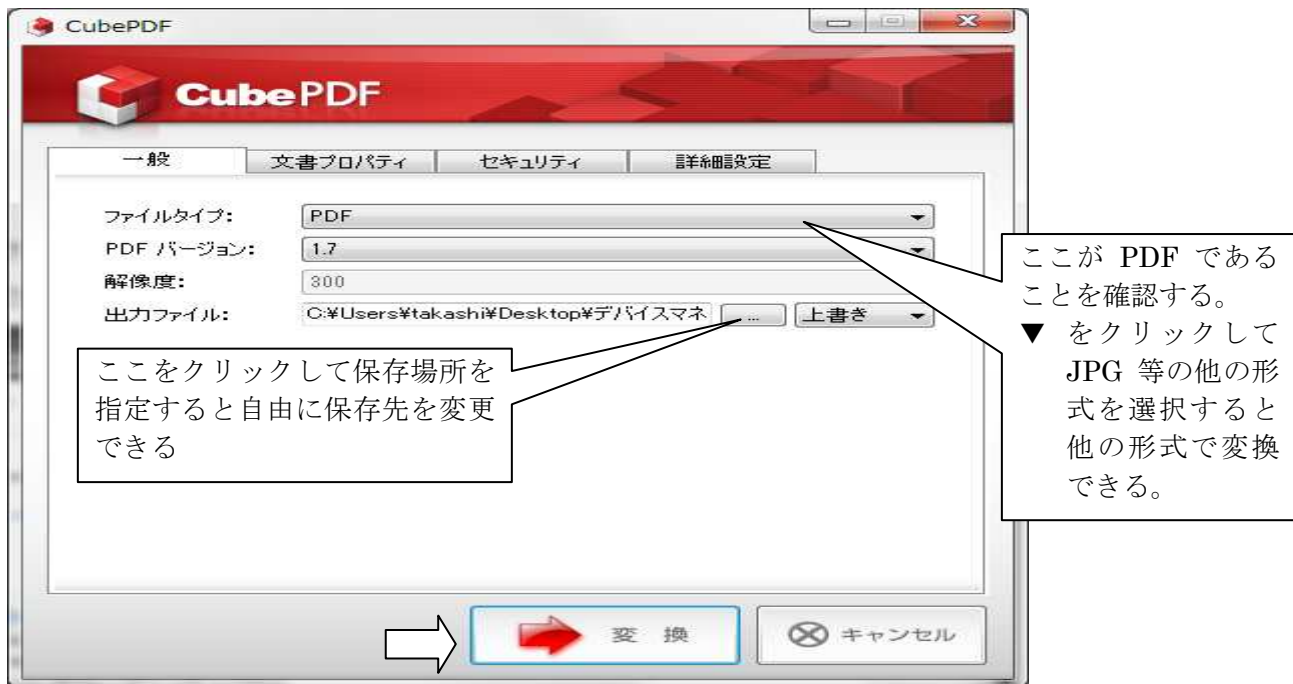 CubePDF
CubePDF
一般 文書プロパティ セキュリティ 詳細設定
ファイルタイプ: PDF
PDF バージョン: 1.7
解像度: 300
出力ファイル: C:¥Users¥takashi¥Desktop¥デバイスマネ ... 上書き
ここをクリックして保存場所を
指定すると自由に保存先を変更
できる
ここが PDF である
ことを確認する。
▼ をクリックして
JPG 等の他の形
式を選択すると
他の形式で変換
できる。
変 換 キャンセル